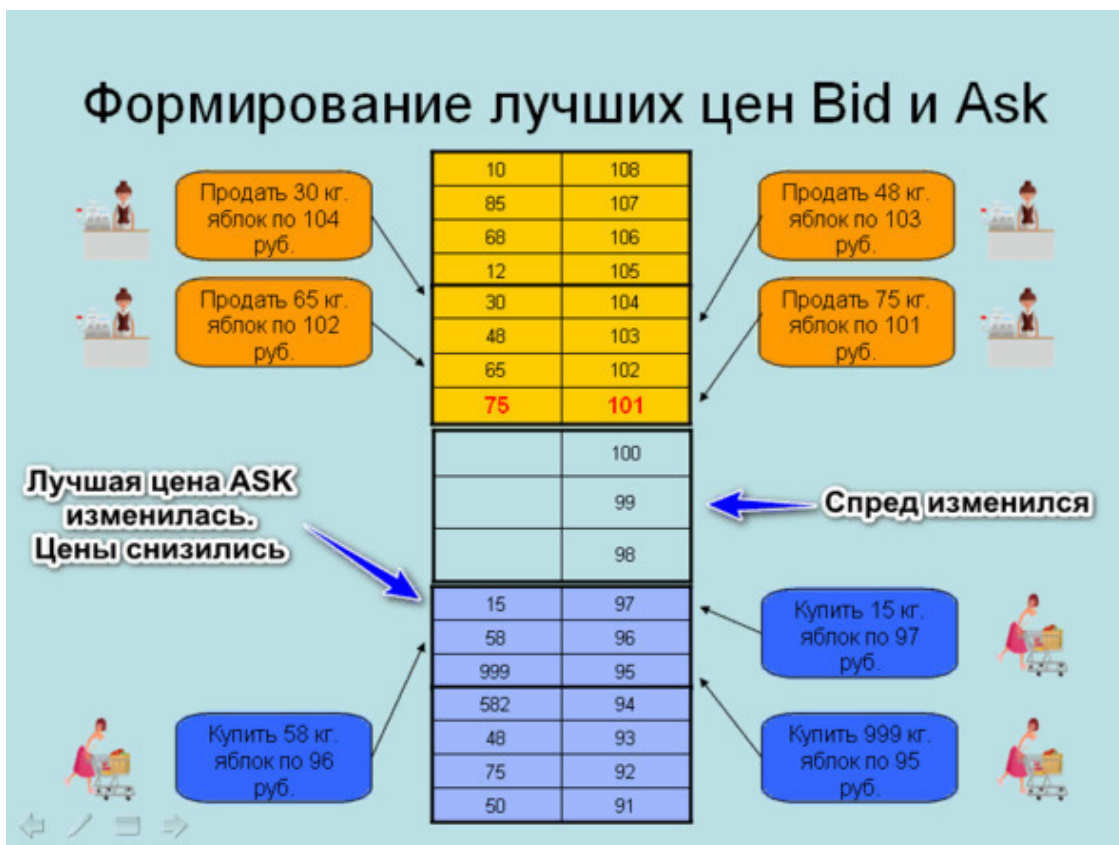 Формирование лучших цен Bid и Ask
Продать 30 кг.
яблок по 104
руб.
Продать 65 кг.
яблок по 102
руб.
10 108
85 107
68 106
12 105
30 104
48 103
65 102
75 101
100
99
98
15 97
58 96
999 95
582 94
48 93
75 92
50 91
Продать 48 кг.
яблок по 103
руб.
Продать 75 кг.
яблок по 101
руб.
Лучшая цена ASK
изменилась.
Цены снизились
Спред изменился
Купить 15 кг.
яблок по 97
руб.
Купить 58 кг.
яблок по 96
руб.
Купить 999 кг.
яблок по 95
руб.